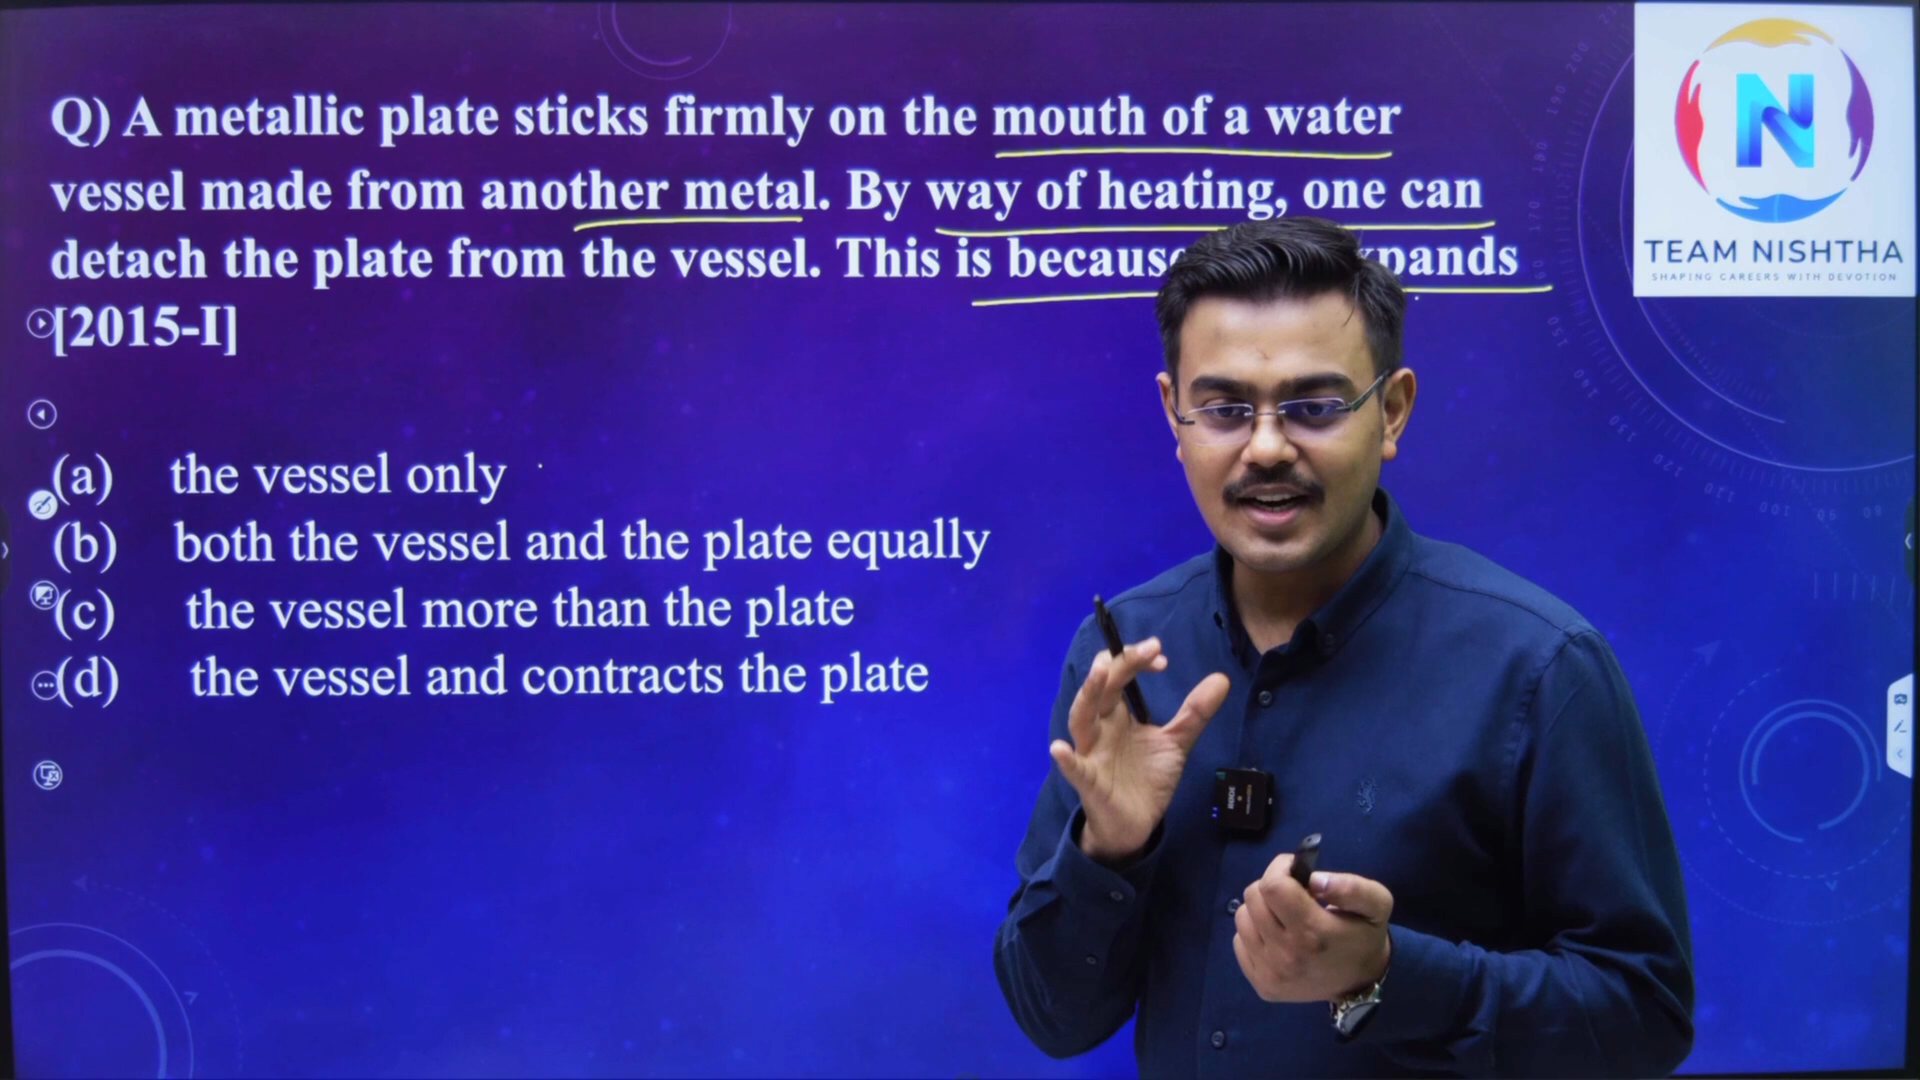 Q) A metallic plate sticks firmly on the mouth of a water
vessel made from another metal. By way of heating, one can
detach the plate from the vessel. This is because
[2015-I]
(a) the vessel only
(b) both the vessel and the plate equally
(c) the vessel more than the plate
(d) the vessel and contracts the plate
N
TEAM NISHTHA
SHAPING CAREERS WITH DEVOTION
RODE